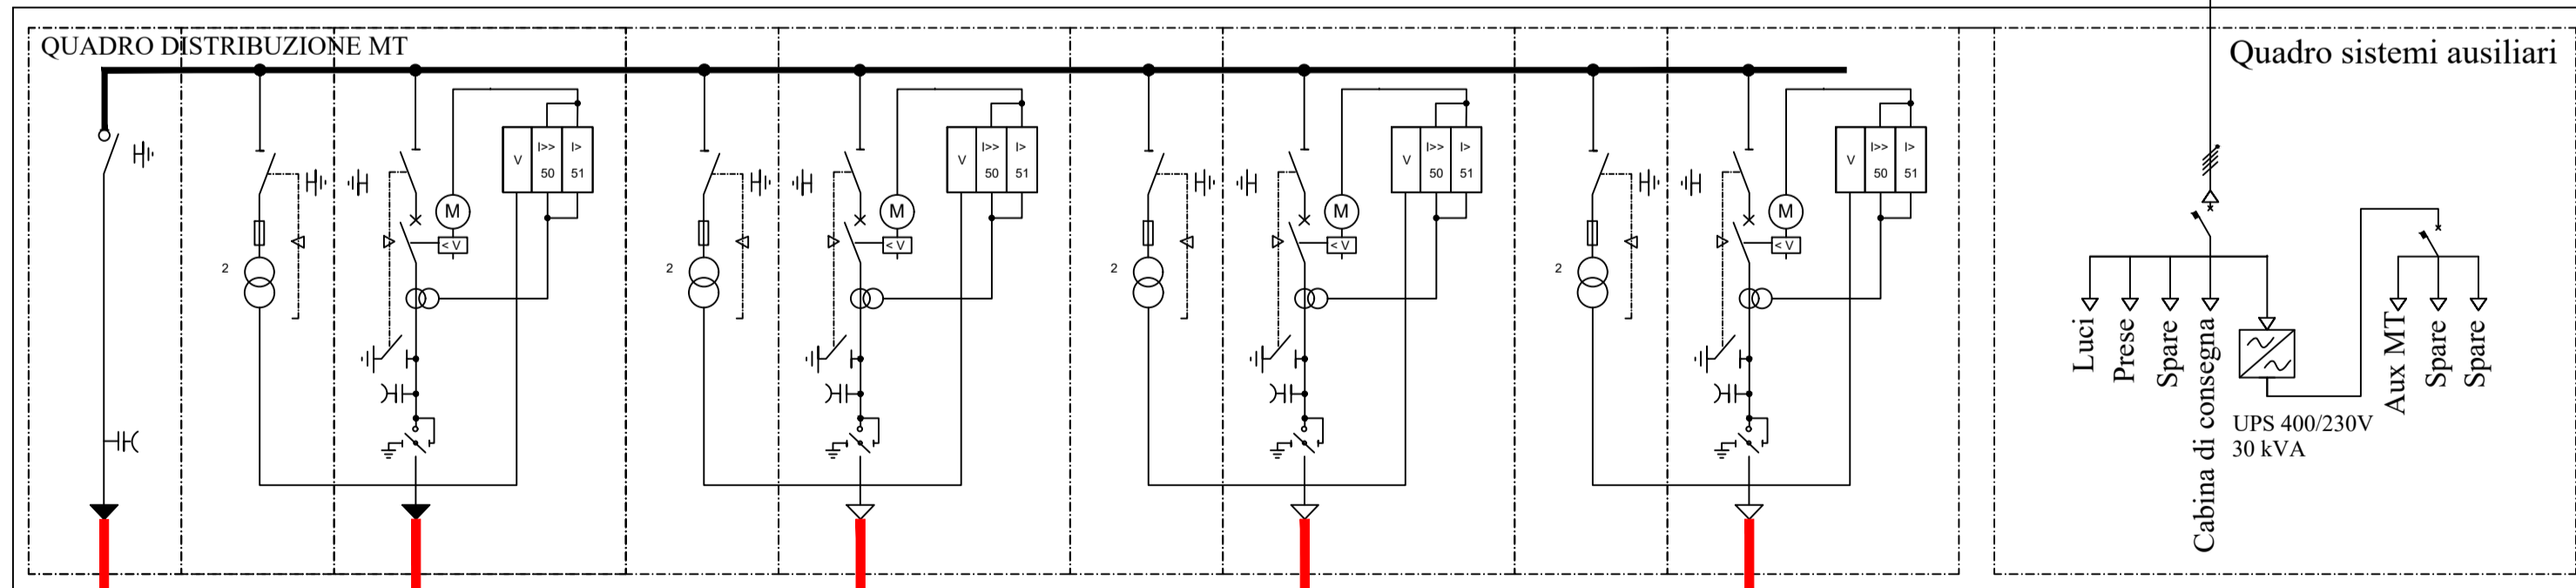 QUADRO DISTRIBUZIONE MT
Quadro sistemi ausiliari
V
I>>
50
I>
51
M
< V
2
V
I>>
50
I>
51
M
< V
2
V
I>>
50
I>
51
M
< V
2
V
I>>
50
I>
51
M
< V
2
Luci
Prese
Spare
Cabina di consegna
UPS 400/230V
30 kVA
Aux MT
Spare
Spare